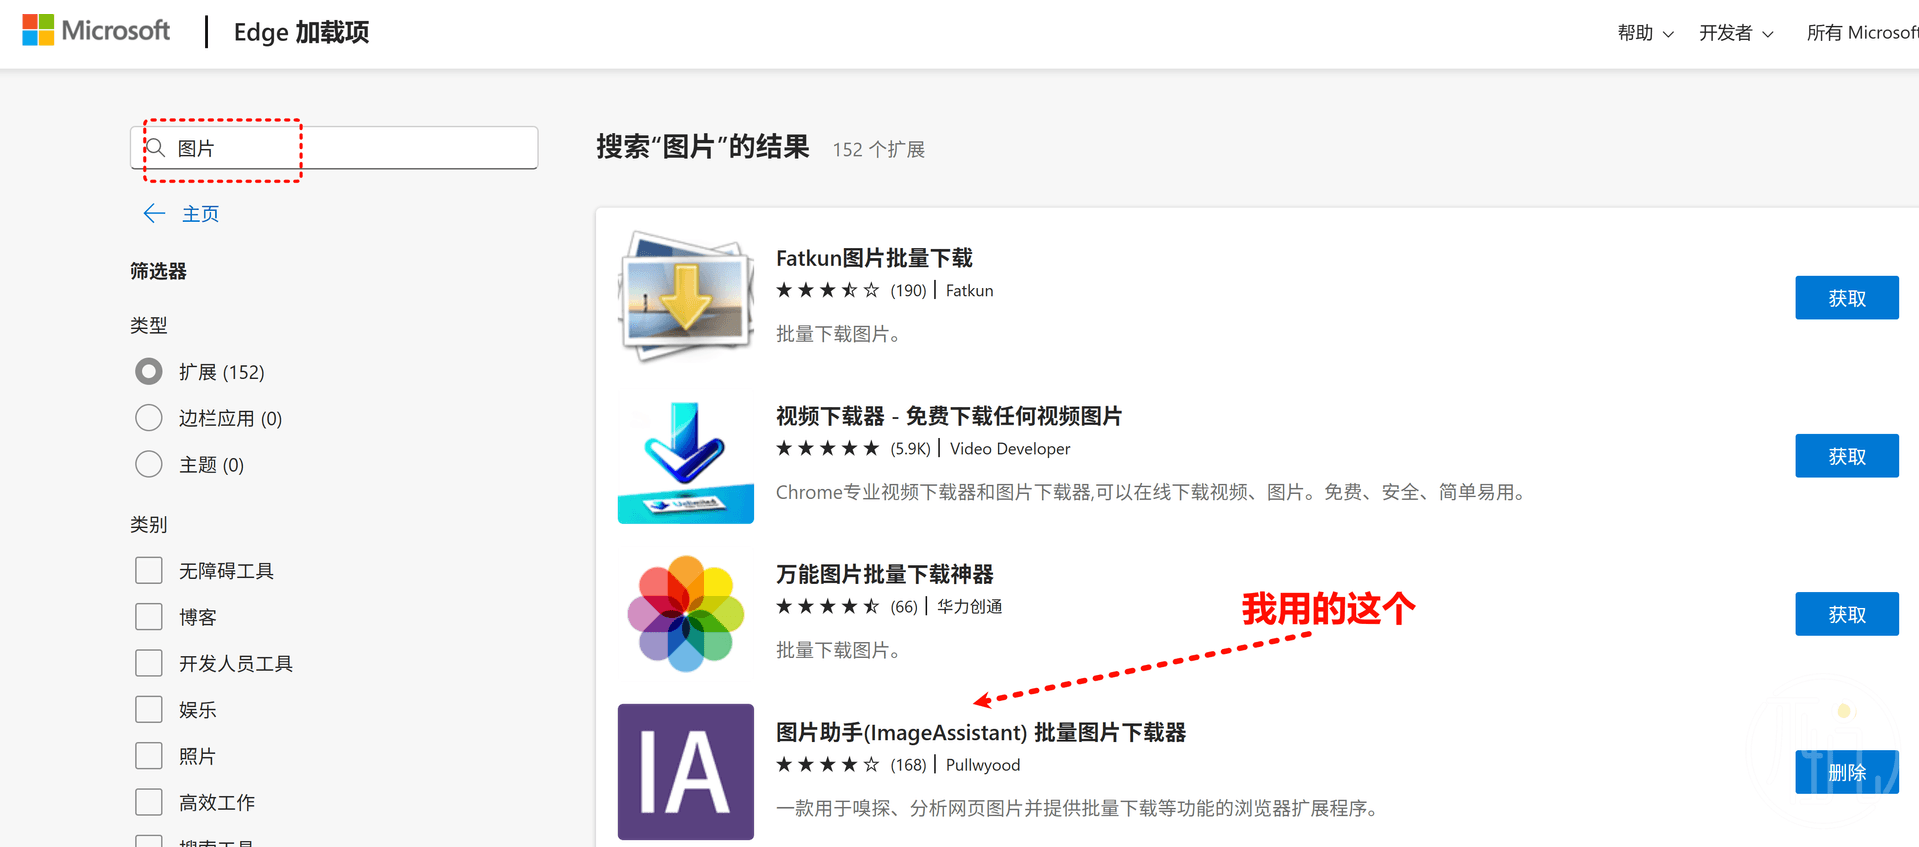 Microsoft
Edge 加载项
帮助
开发者
所有 Microsoft
图片
主页
筛选器
类型
扩展 (152)
边栏应用 (0)
主题 (0)
类别
无障碍工具
博客
开发人员工具
娱乐
照片
高效工作
搜索工具
搜索“图片”的结果 152 个扩展
Fatkun图片批量下载
(190) | Fatkun
批量下载图片。
获取
视频下载器 - 免费下载任何视频图片
(5.9K) | Video Developer
Chrome专业视频下载器和图片下载器,可以在线下载视频、图片。免费、安全、简单易用。
获取
万能图片批量下载神器
(66) | 华力创通
批量下载图片。
获取
我用的这个
IA
图片助手(ImageAssistant) 批量图片下载器
(168) | Pullwyood
一款用于嗅探、分析网页图片并提供批量下载等功能的浏览器扩展程序。
删除